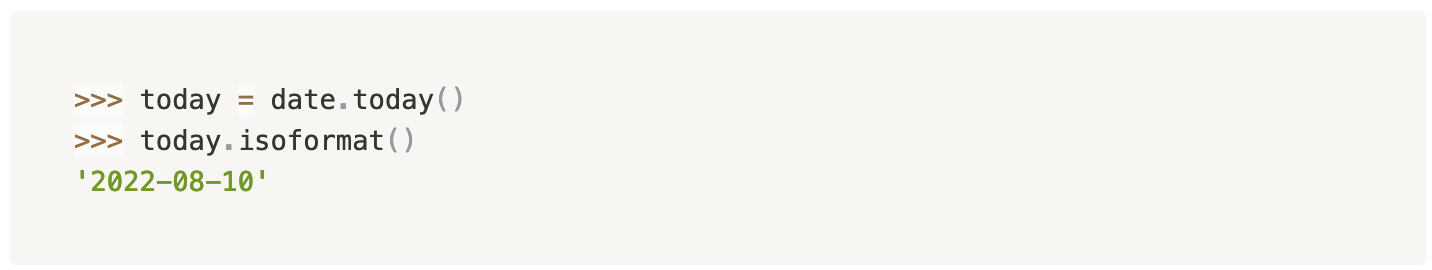 >>> today = date.today()
>>> today.isoformat()
'2022-08-10'